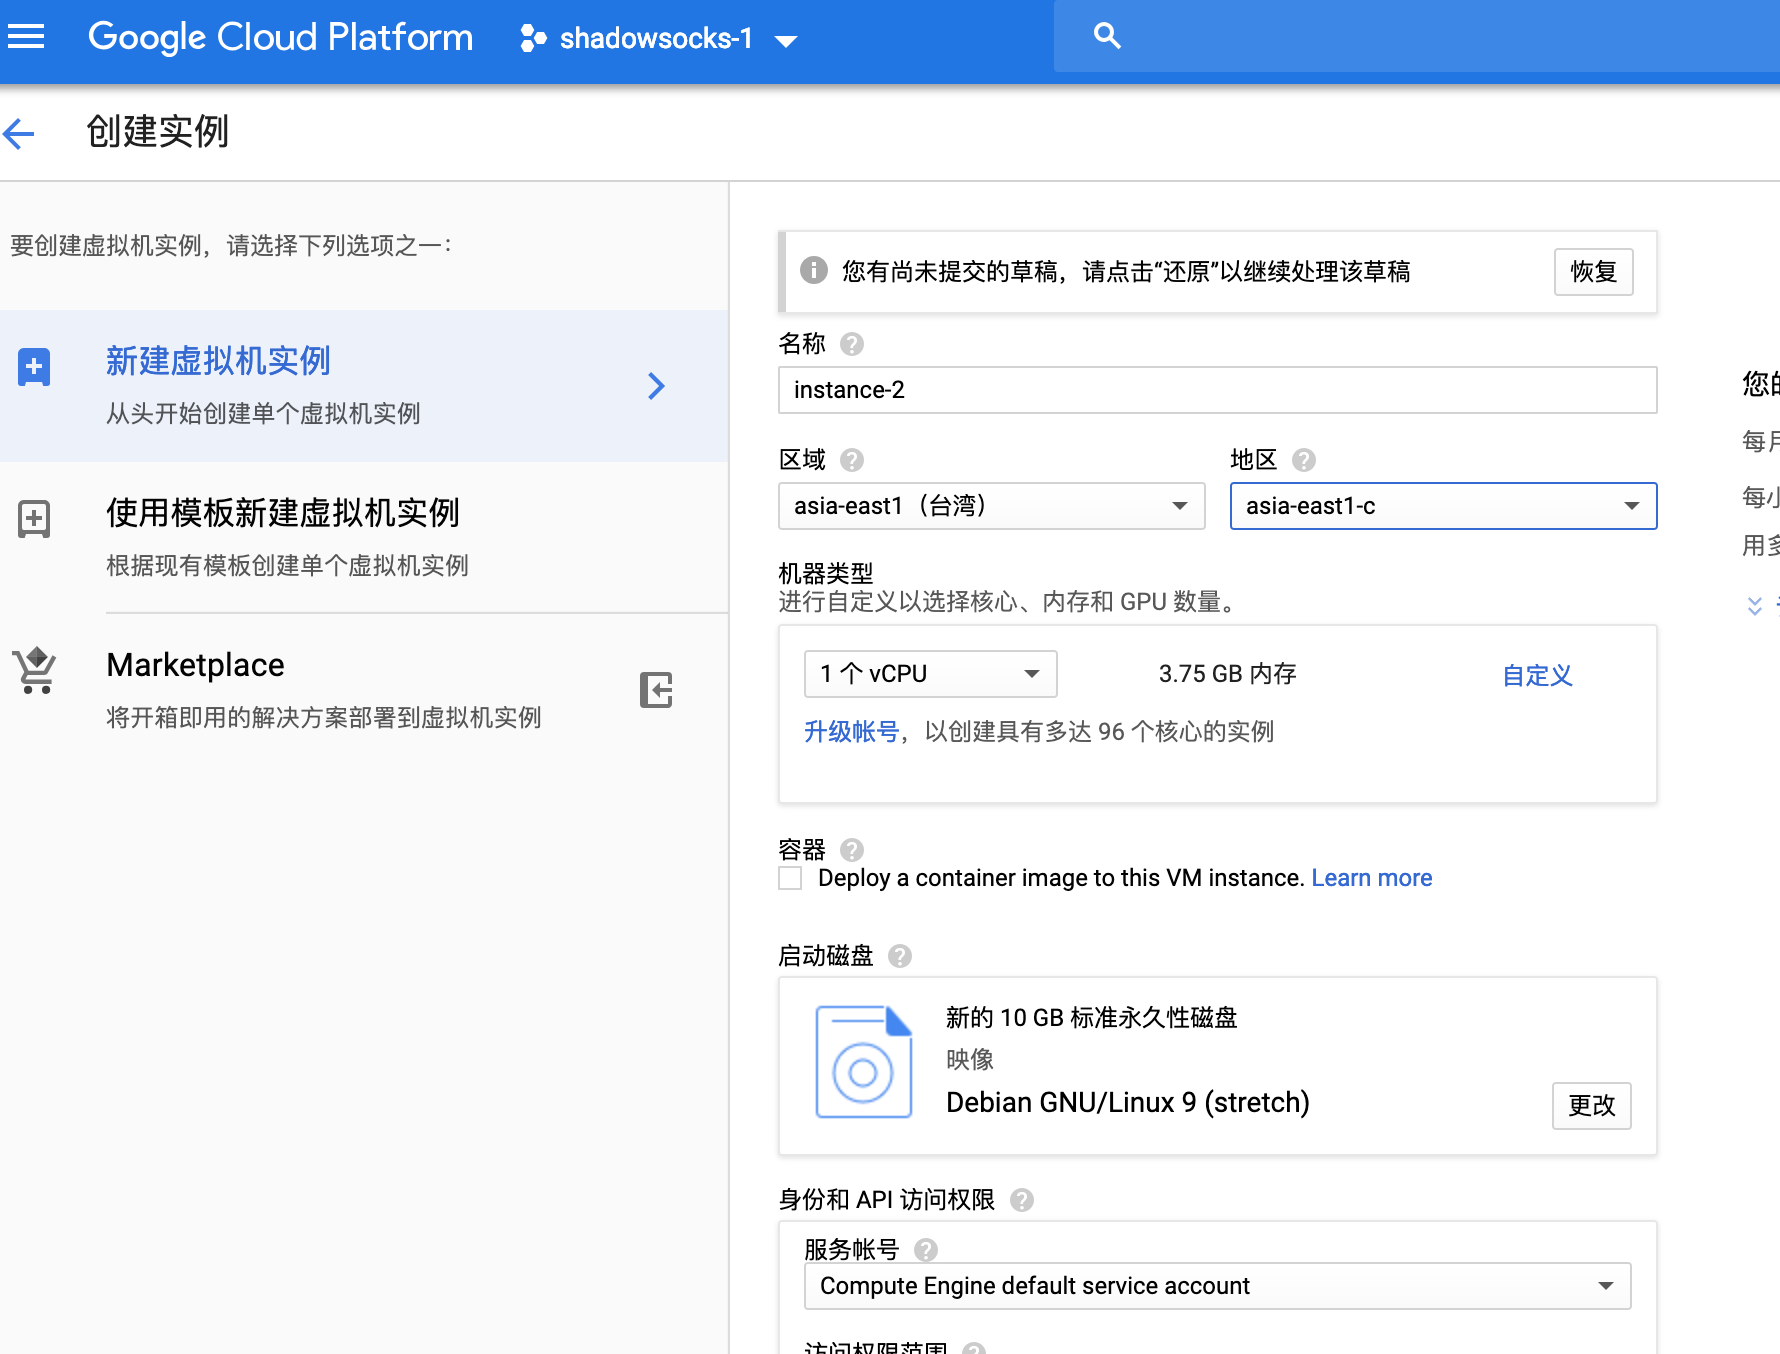 Google Cloud Platform
shadowsocks-1
创建实例
要创建虚拟机实例，请选择下列选项之一：
新建虚拟机实例
从头开始创建单个虚拟机实例
使用模板新建虚拟机实例
根据现有模板创建单个虚拟机实例
Marketplace
将开箱即用的解决方案部署到虚拟机实例
您有尚未提交的草稿，请点击“还原”以继续处理该草稿
恢复
名称
instance-2
区域
地区
asia-east1（台湾）
asia-east1-c
机器类型
进行自定义以选择核心、内存和 GPU 数量。
1 个 vCPU
3.75 GB 内存
自定义
升级帐号，以创建具有多达 96 个核心的实例
容器
Deploy a container image to this VM instance. Learn more
启动磁盘
新的 10 GB 标准永久性磁盘
映像
Debian GNU/Linux 9 (stretch)
更改
身份和 API 访问权限
服务帐号
Compute Engine default service account
访问权限范围
您的
每月
每小
用多